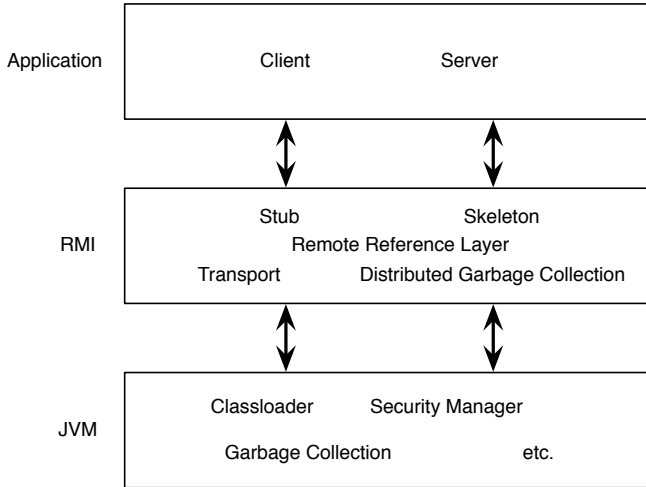 Application
Client
Server
RMI
Stub
Skeleton
Remote Reference Layer
Transport
Distributed Garbage Collection
JVM
Classloader
Security Manager
Garbage Collection
etc.